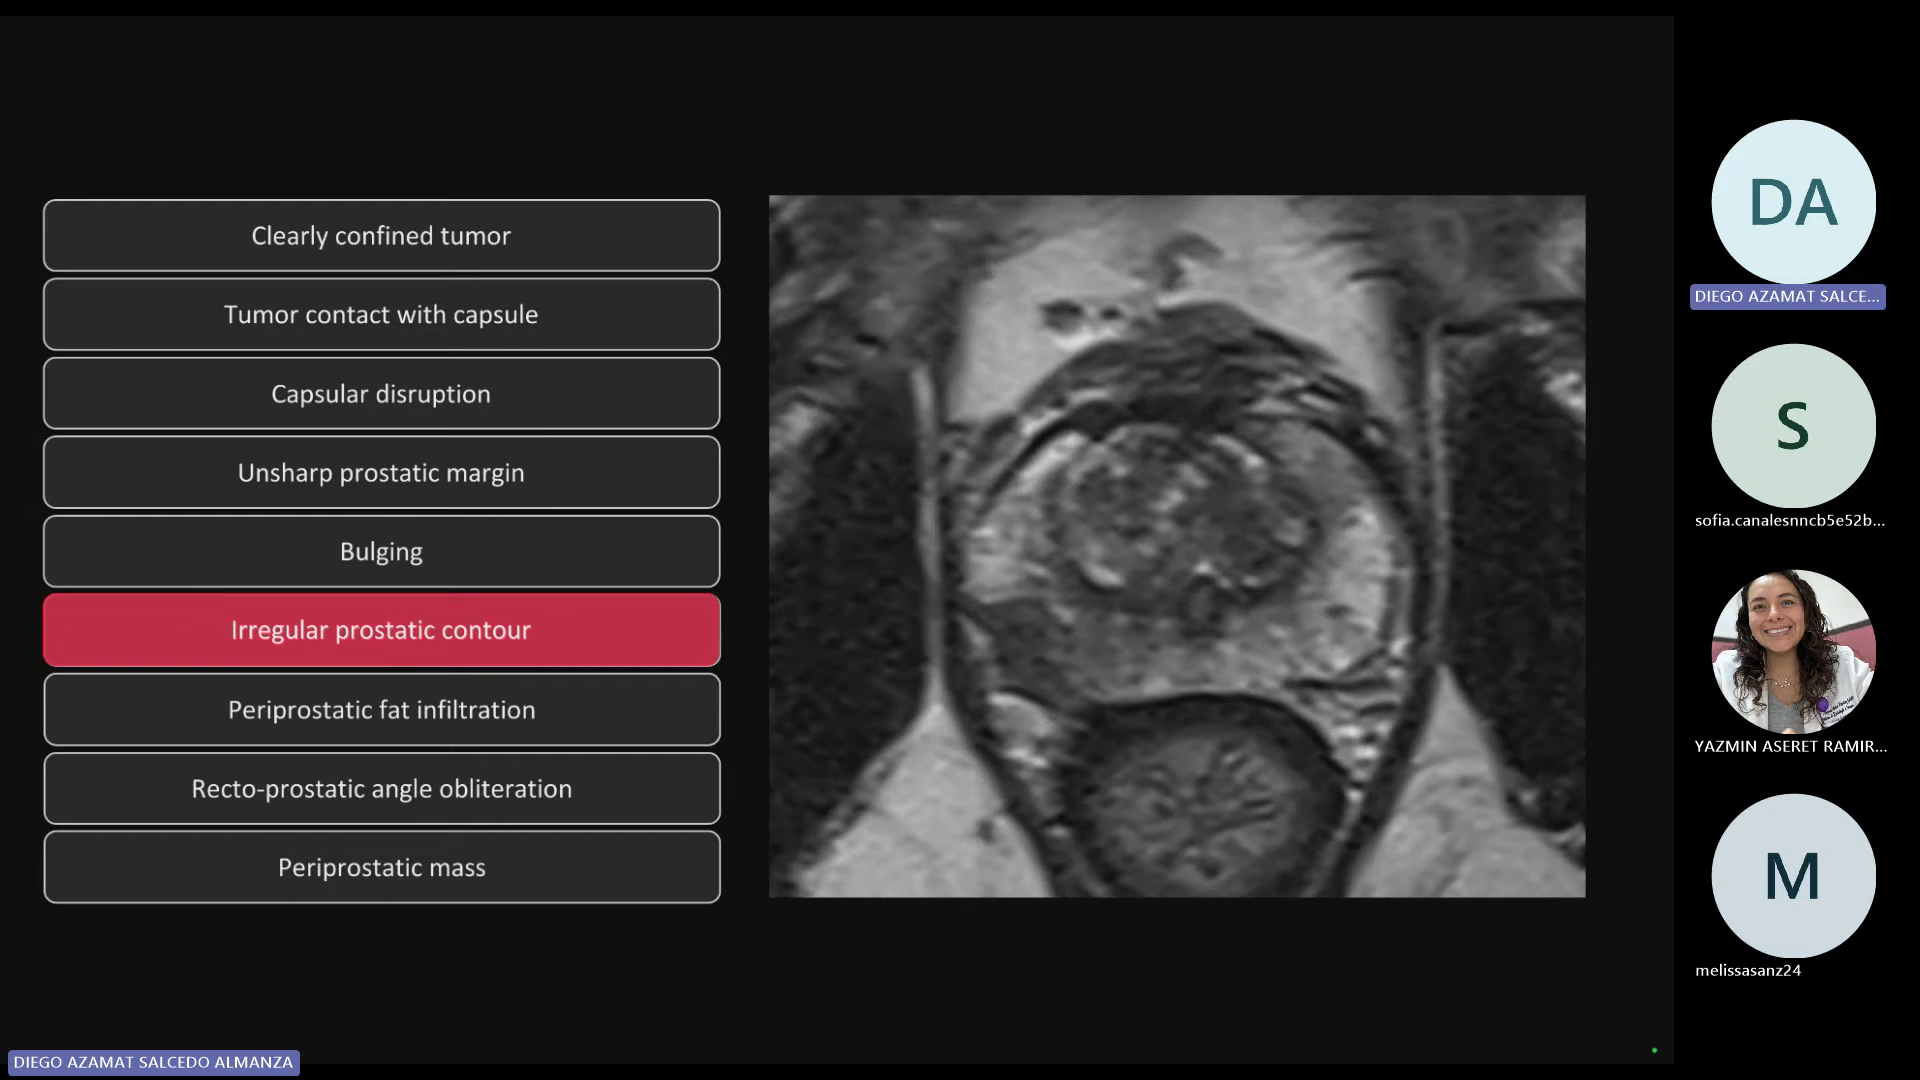 Clearly confined tumor
Tumor contact with capsule
Capsular disruption
Unsharp prostatic margin
Bulging
Irregular prostatic contour
Periprostatic fat infiltration
Recto-prostatic angle obliteration
Periprostatic mass
DA
DIEGO AZAMAT SALCE...
S
sofia.canalesnncb5e52b...
YAZMIN ASERET RAMIR...
M
melissasanz24
DIEGO AZAMAT SALCEDO ALMANZA